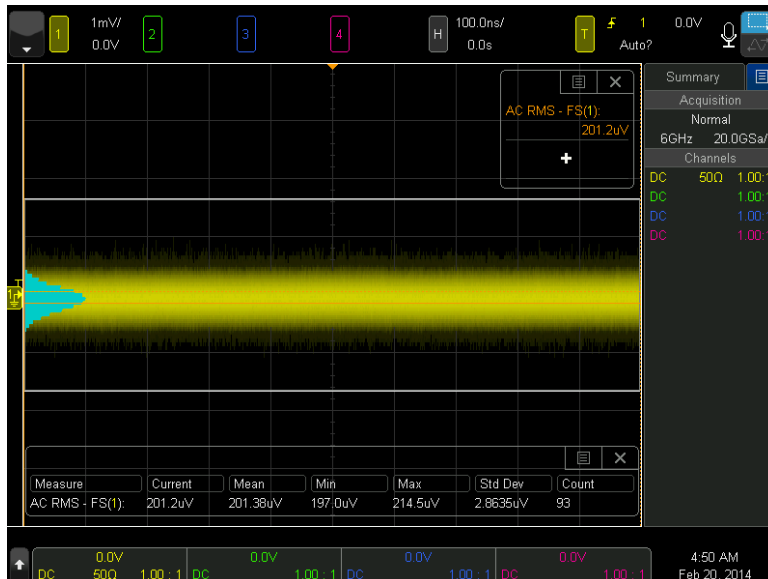 1 1mV/ 0.0V 2 3 4 H 100.0ns/ 0.0s T 1 0.0V Auto?
Summary
Acquisition
Normal
6GHz 20.0GSa/
Channels
DC 50Ω 1.00:1
DC 1.00:1
DC 1.00:1
DC 1.00:1
AC RMS - FS(1):
201.2uV
T
1
Measure Current Mean Min Max Std Dev Count
AC RMS - FS(1): 201.2uV 201.38uV 197.0uV 214.5uV 2.8635uV 93
0.0V 0.0V 0.0V 0.0V 4:50 AM
DC 50Ω 1.00 : 1 DC 1.00 : 1 DC 1.00 : 1 DC 1.00 : 1 Feb 20, 2014